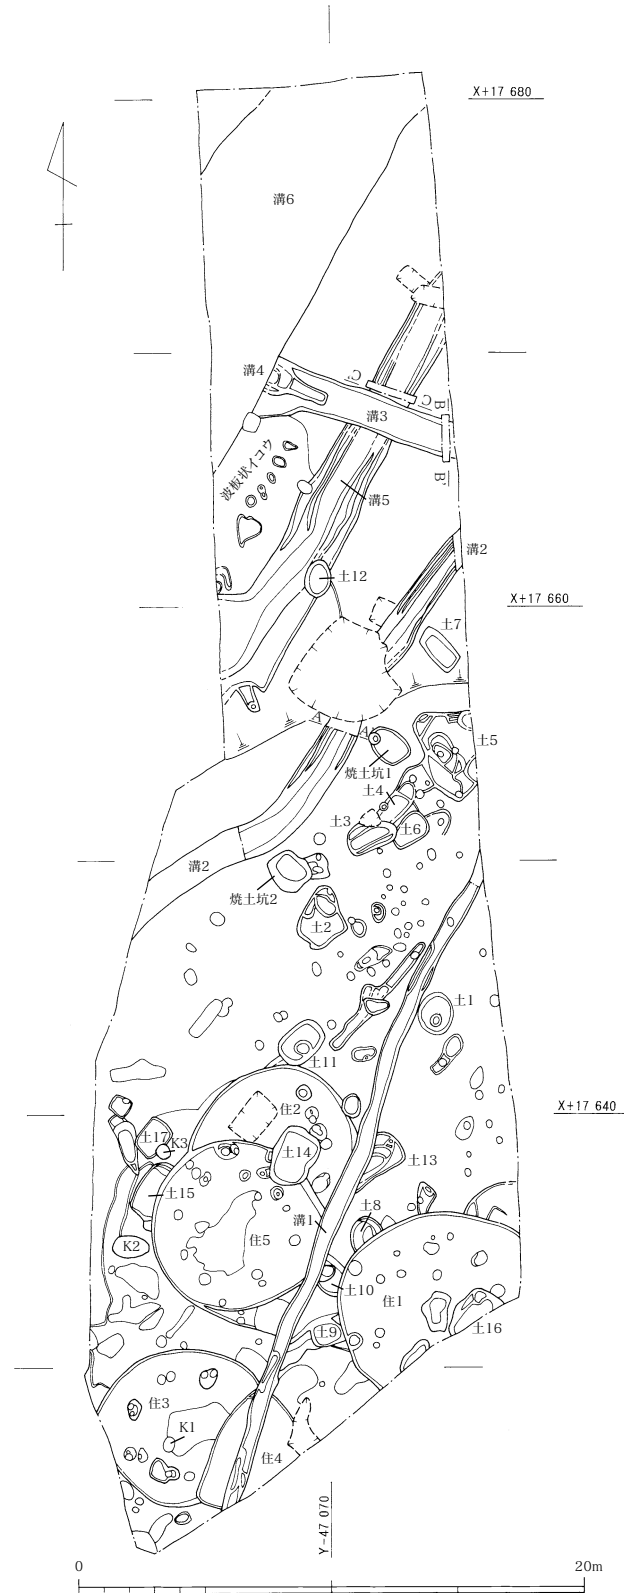 X+17 680
溝6
溝4
C'
C
B
溝3
波板状イコウ
B'
溝5
溝2
土12
X+17 660
土7
A
A'
土5
焼土坑1
土4
土3
土6
溝2
焼土坑2
土2
土1
土11
住2
X+17 640
土17
K3
土14
土13
土15
溝1
土8
K2
住5
土10
住1
土9
土16
住3
K1
住4
Y-47 070
0
20m